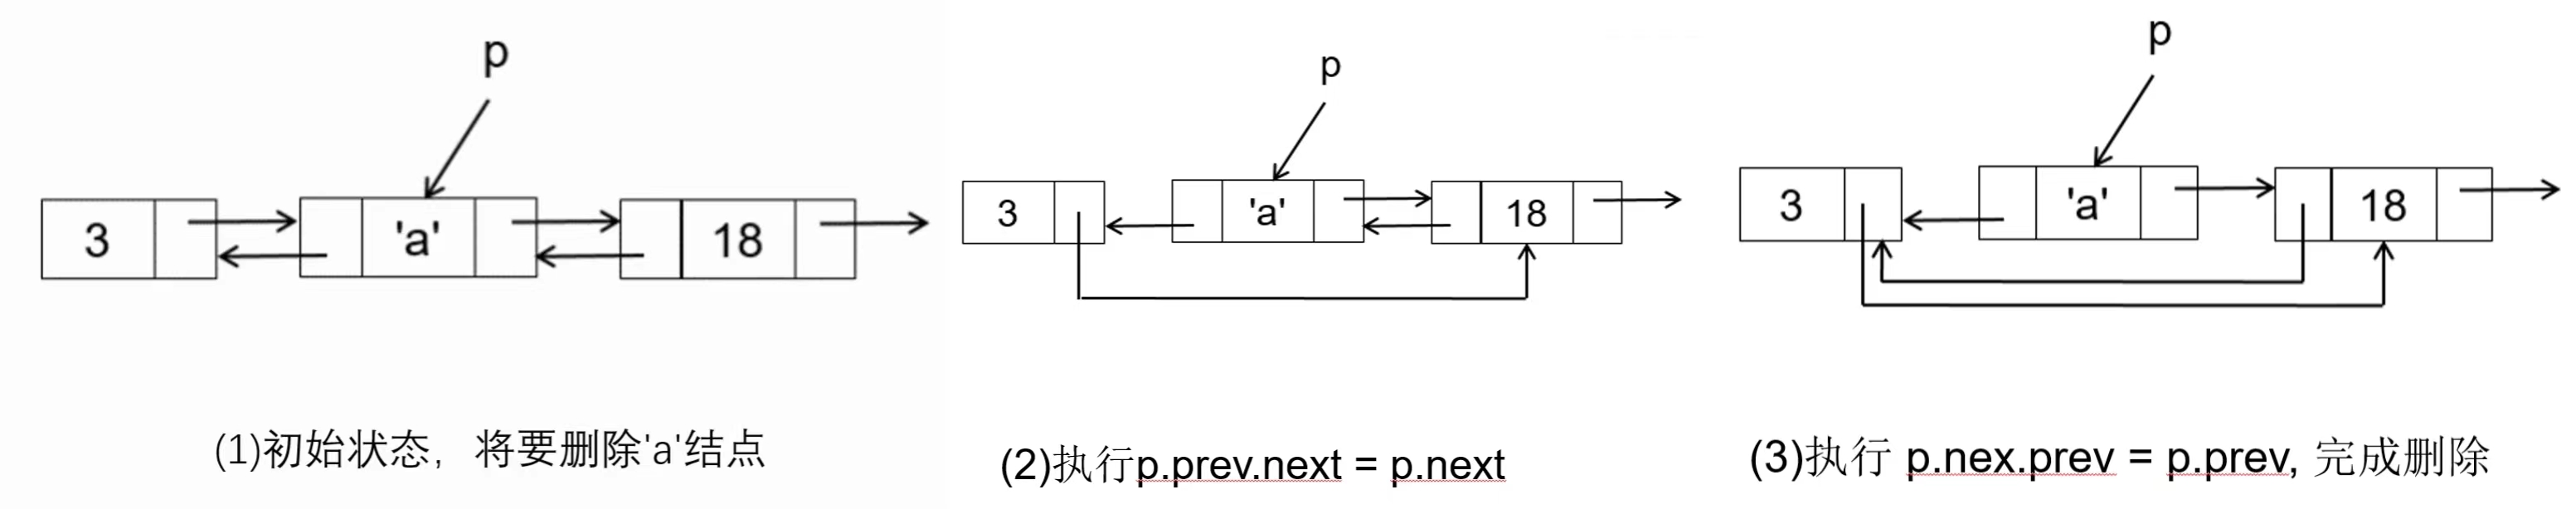 p
3 'a' 18
(1)初始状态，将要删除'a'结点
p
3 'a' 18
(2)执行p.prev.next = p.next
p
3 'a' 18
(3)执行 p.nex.prev = p.prev, 完成删除